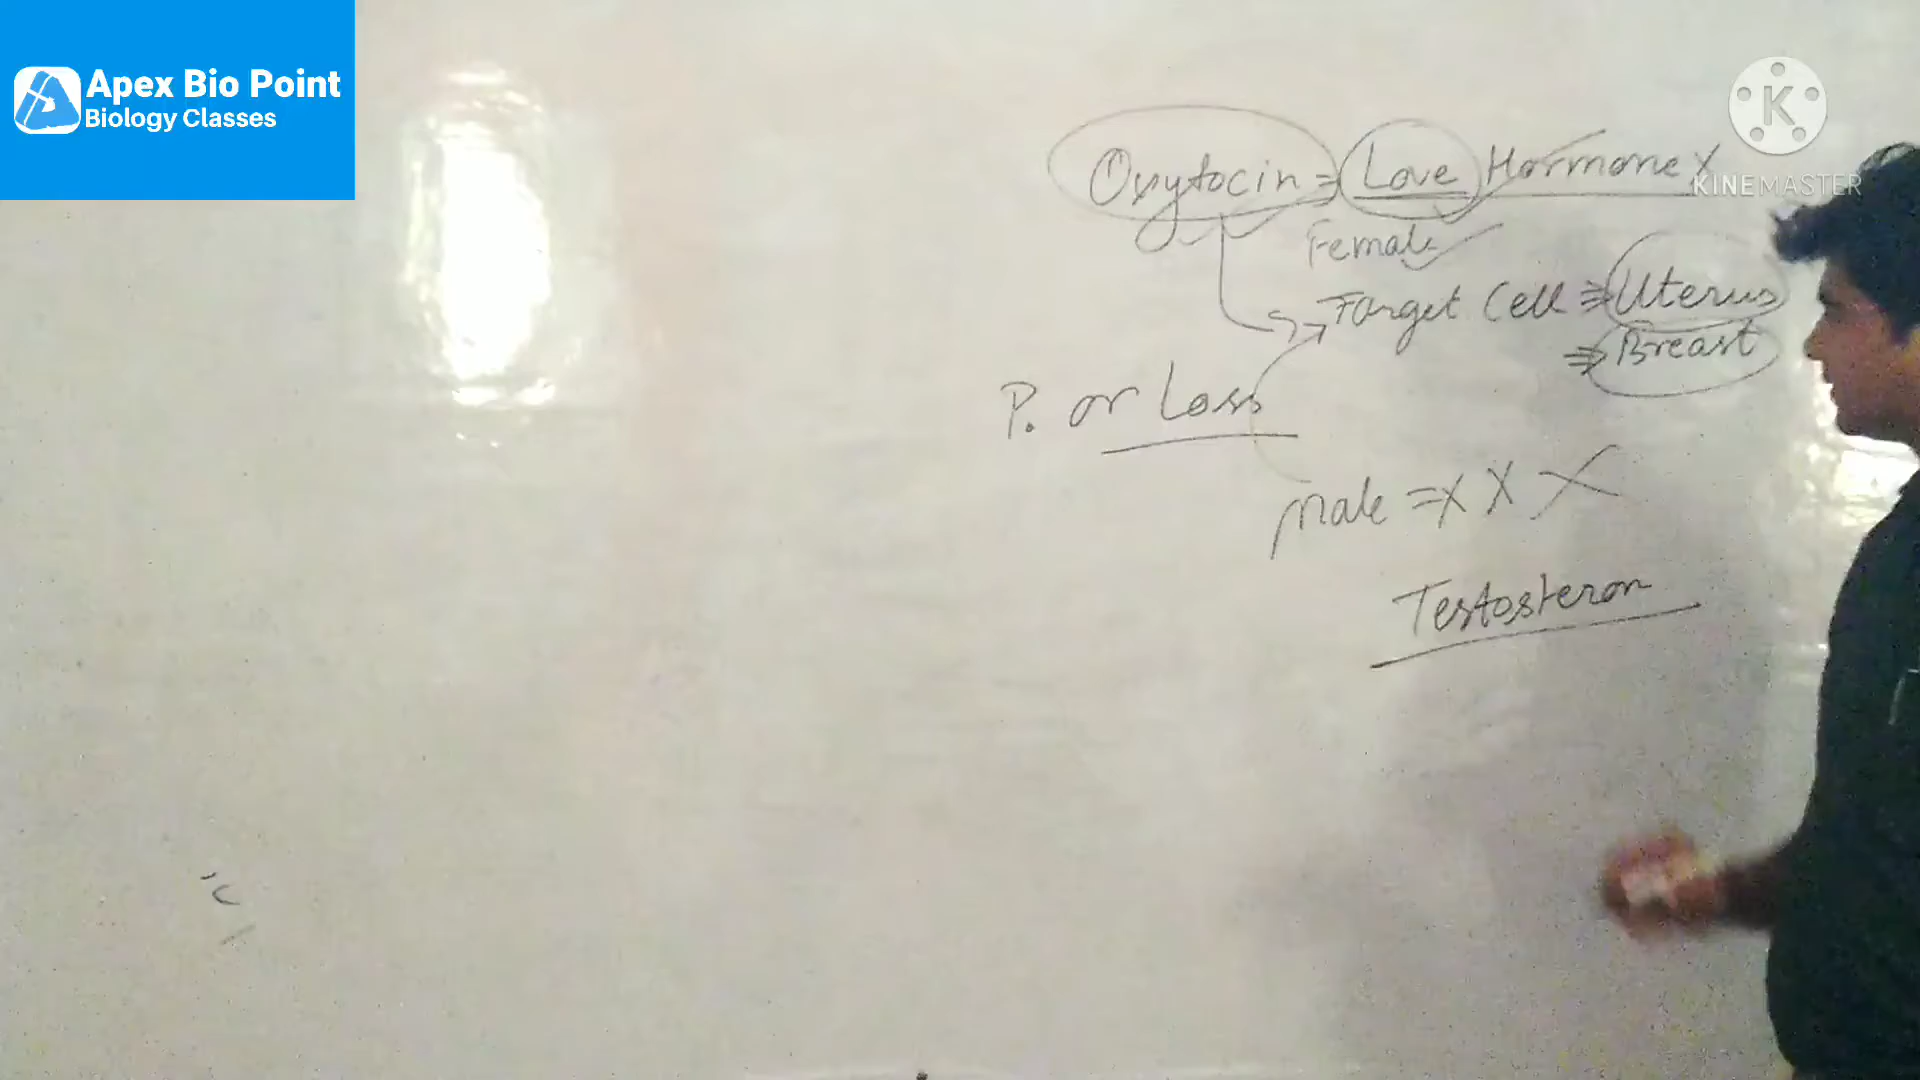 Apex Bio Point
Biology Classes
K
KINEMASTER
Oxytocin = Love Hormone X
Female
Target Cell ⇒ Uterus
⇒ Breast
P. or Loss
Male = X X X
Testosteron